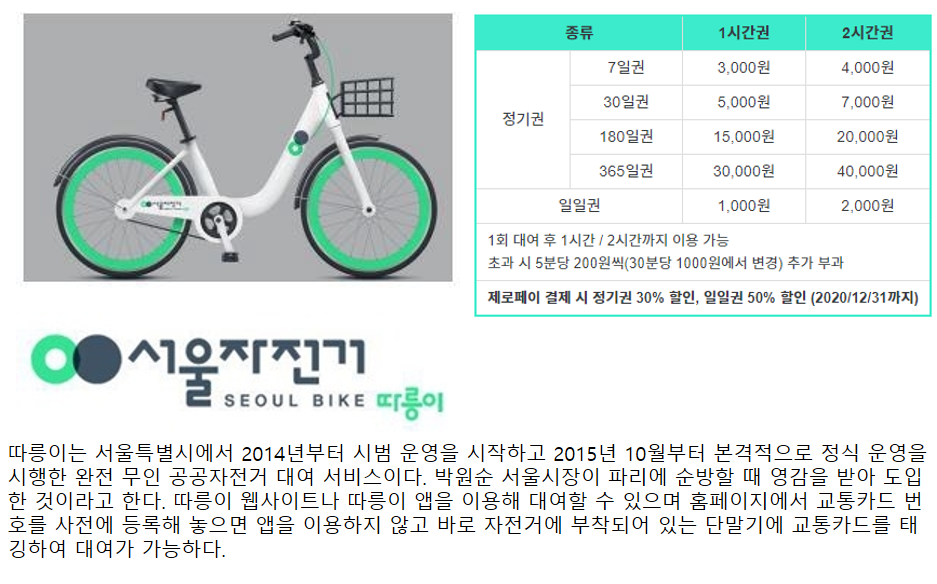 서울자전거
종류 1시간권 2시간권
정기권 7일권 3,000원 4,000원
30일권 5,000원 7,000원
180일권 15,000원 20,000원
365일권 30,000원 40,000원
일일권 1,000원 2,000원
1회 대여 후 1시간 / 2시간까지 이용 가능
초과 시 5분당 200원씩(30분당 1000원에서 변경) 추가 부과
제로페이 결제 시 정기권 30% 할인, 일일권 50% 할인 (2020/12/31까지)
서울자전거
SEOUL BIKE 따릉이
따릉이는 서울특별시에서 2014년부터 시범 운영을 시작하고 2015년 10월부터 본격적으로 정식 운영을
시행한 완전 무인 공공자전거 대여 서비스이다. 박원순 서울시장이 파리에 순방할 때 영감을 받아 도입
한 것이라고 한다. 따릉이 웹사이트나 따릉이 앱을 이용해 대여할 수 있으며 홈페이지에서 교통카드 번
호를 사전에 등록해 놓으면 앱을 이용하지 않고 바로 자전거에 부착되어 있는 단말기에 교통카드를 태
깅하여 대여가 가능하다.